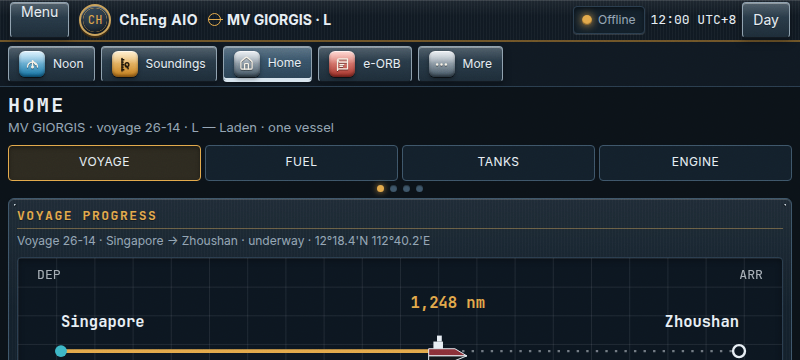 Menu CH ChEng AIO MV GIORGIS · L Offline 12:00 UTC+8 Day
Noon Soundings Home e-ORB More
HOME
MV GIORGIS · voyage 26-14 · L — Laden · one vessel
VOYAGE FUEL TANKS ENGINE
VOYAGE PROGRESS
Voyage 26-14 · Singapore → Zhoushan · underway · 12°18.4'N 112°40.2'E
DEP ARR
1,248 nm
Singapore Zhoushan